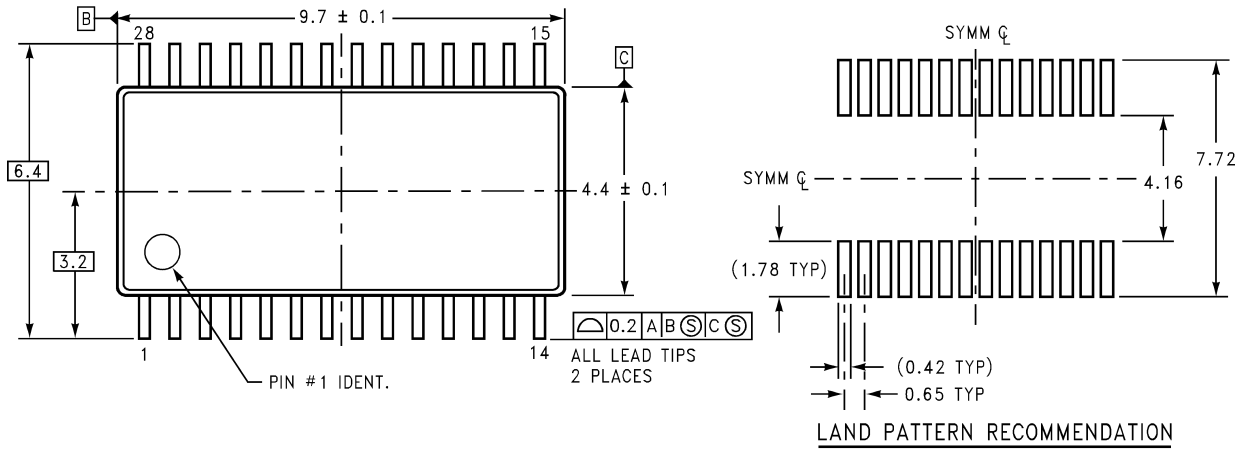 B
9.7 ± 0.1
28
15
C
6.4
3.2
4.4 ± 0.1
1
14
PIN #1 IDENT.
⌓ 0.2 A B Ⓢ C Ⓢ
ALL LEAD TIPS
2 PLACES
SYMM ℄
SYMM ℄
4.16
7.72
(1.78 TYP)
(0.42 TYP)
0.65 TYP
LAND PATTERN RECOMMENDATION